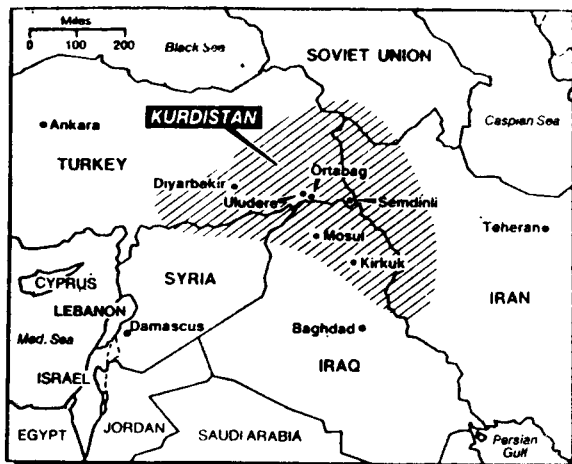 Miles
0 100 200
Black Sea
SOVIET UNION
KURDISTAN
Caspian Sea
Ankara
TURKEY
Ortabag
Diyarbakir
Uludere
Semdinli
Teheran
Mosul
Kirkuk
SYRIA
CYPRUS
LEBANON
IRAN
Damascus
Med. Sea
Baghdad
IRAQ
ISRAEL
JORDAN
EGYPT
SAUDI ARABIA
Persian
Gulf